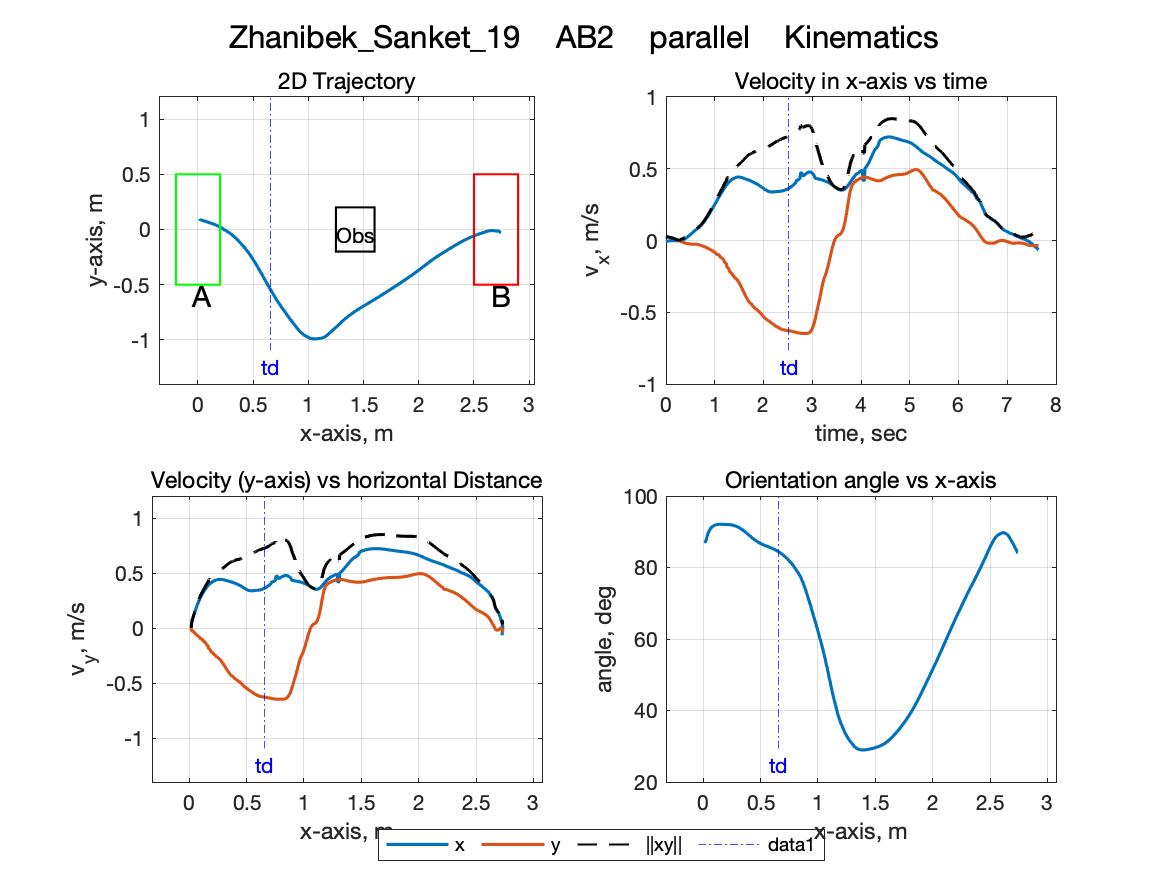 Zhanibek_Sanket_19 AB2 parallel Kinematics
2D Trajectory
1
0.5
0
-0.5
-1
y-axis, m
Obs
A
B
td
0 0.5 1 1.5 2 2.5 3
x-axis, m
Velocity in x-axis vs time
1
0.5
0
-0.5
-1
v_x, m/s
td
0 1 2 3 4 5 6 7 8
time, sec
Velocity (y-axis) vs horizontal Distance
1
0.5
0
-0.5
-1
v_y, m/s
td
0 0.5 1 1.5 2 2.5 3
x-axis, m
Orientation angle vs x-axis
100
80
60
40
20
angle, deg
td
0 0.5 1 1.5 2 2.5 3
x-axis, m
x y ||xy|| data1